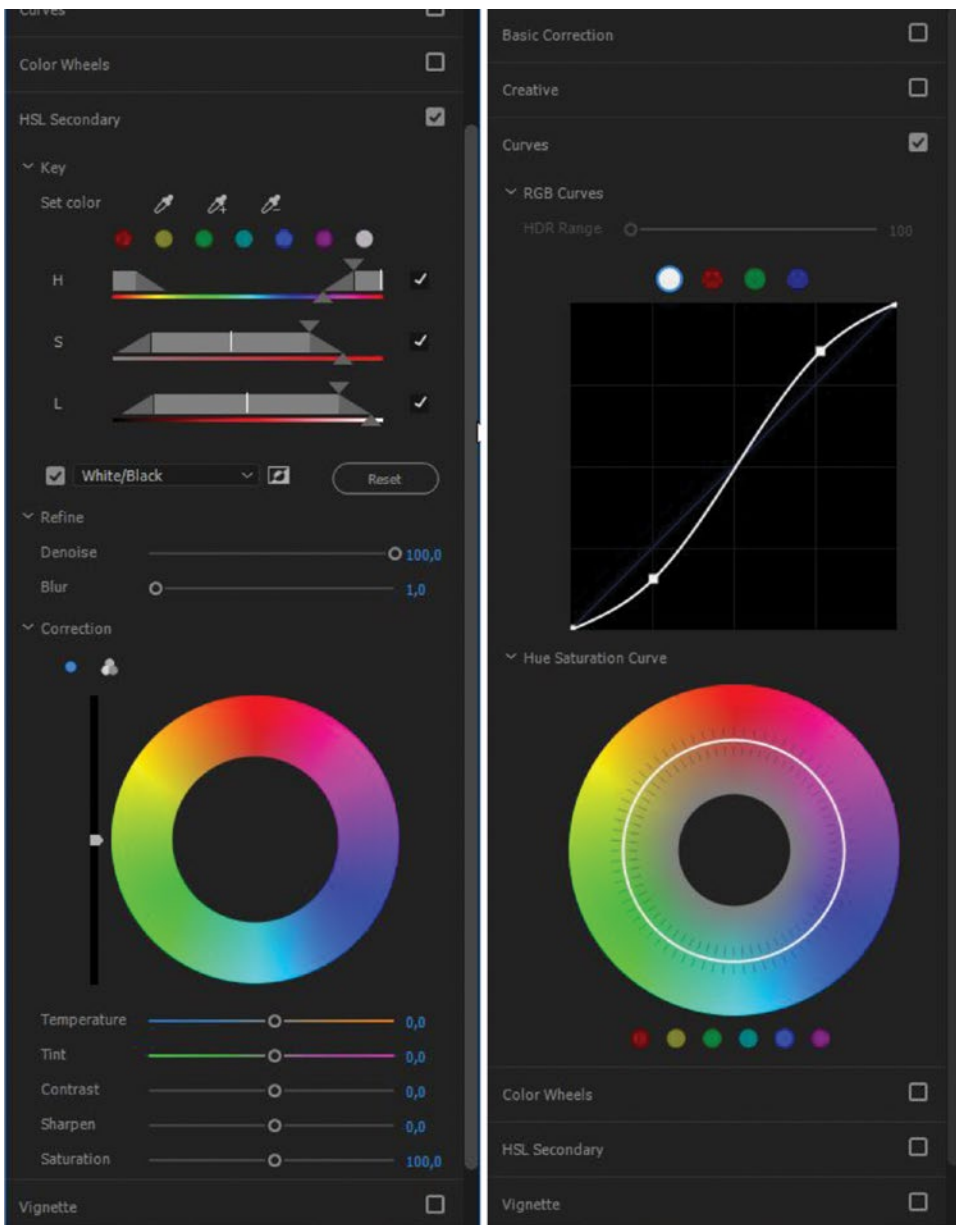 Curves
Color Wheels
HSL Secondary
Key
Set color
H
S
L
White/Black
Reset
Refine
Denoise 100,0
Blur 1,0
Correction
Temperature 0,0
Tint 0,0
Contrast 0,0
Sharpen 0,0
Saturation 100,0
Vignette
Basic Correction
Creative
Curves
RGB Curves
HDR Range 100
Hue Saturation Curve
Color Wheels
HSL Secondary
Vignette